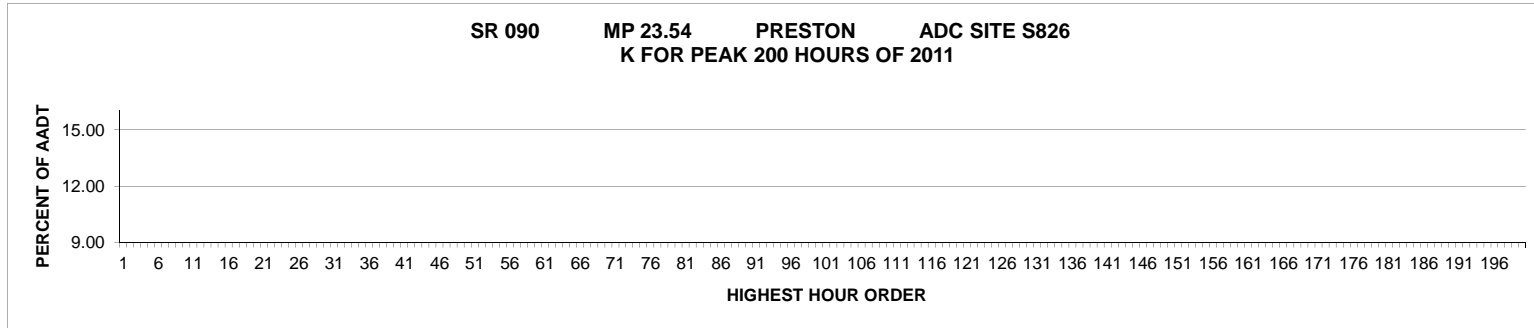 SR 090 MP 23.54 PRESTON ADC SITE S826
K FOR PEAK 200 HOURS OF 2011
PERCENT OF AADT
15.00
12.00
9.00
1 6 11 16 21 26 31 36 41 46 51 56 61 66 71 76 81 86 91 96 101 106 111 116 121 126 131 136 141 146 151 156 161 166 171 176 181 186 191 196
HIGHEST HOUR ORDER